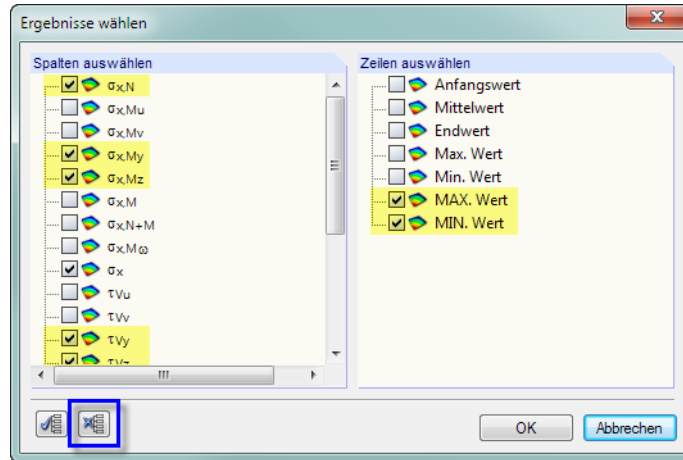 Ergebnisse wählen
Spalten auswählen
σx,N
σx,Mu
σx,Mv
σx,My
σx,Mz
σx,M
σx,N+M
σx,Mω
σx
τVu
τVv
τVy
τVz
Zeilen auswählen
Anfangswert
Mittelwert
Endwert
Max. Wert
Min. Wert
MAX. Wert
MIN. Wert
OK
Abbrechen